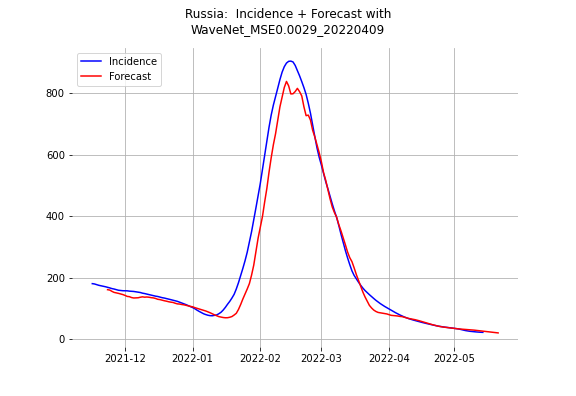 Russia:  Incidence + Forecast with
WaveNet_MSE0.0029_20220409
Incidence
Forecast
800
600
400
200
0
2021-12 2022-01 2022-02 2022-03 2022-04 2022-05